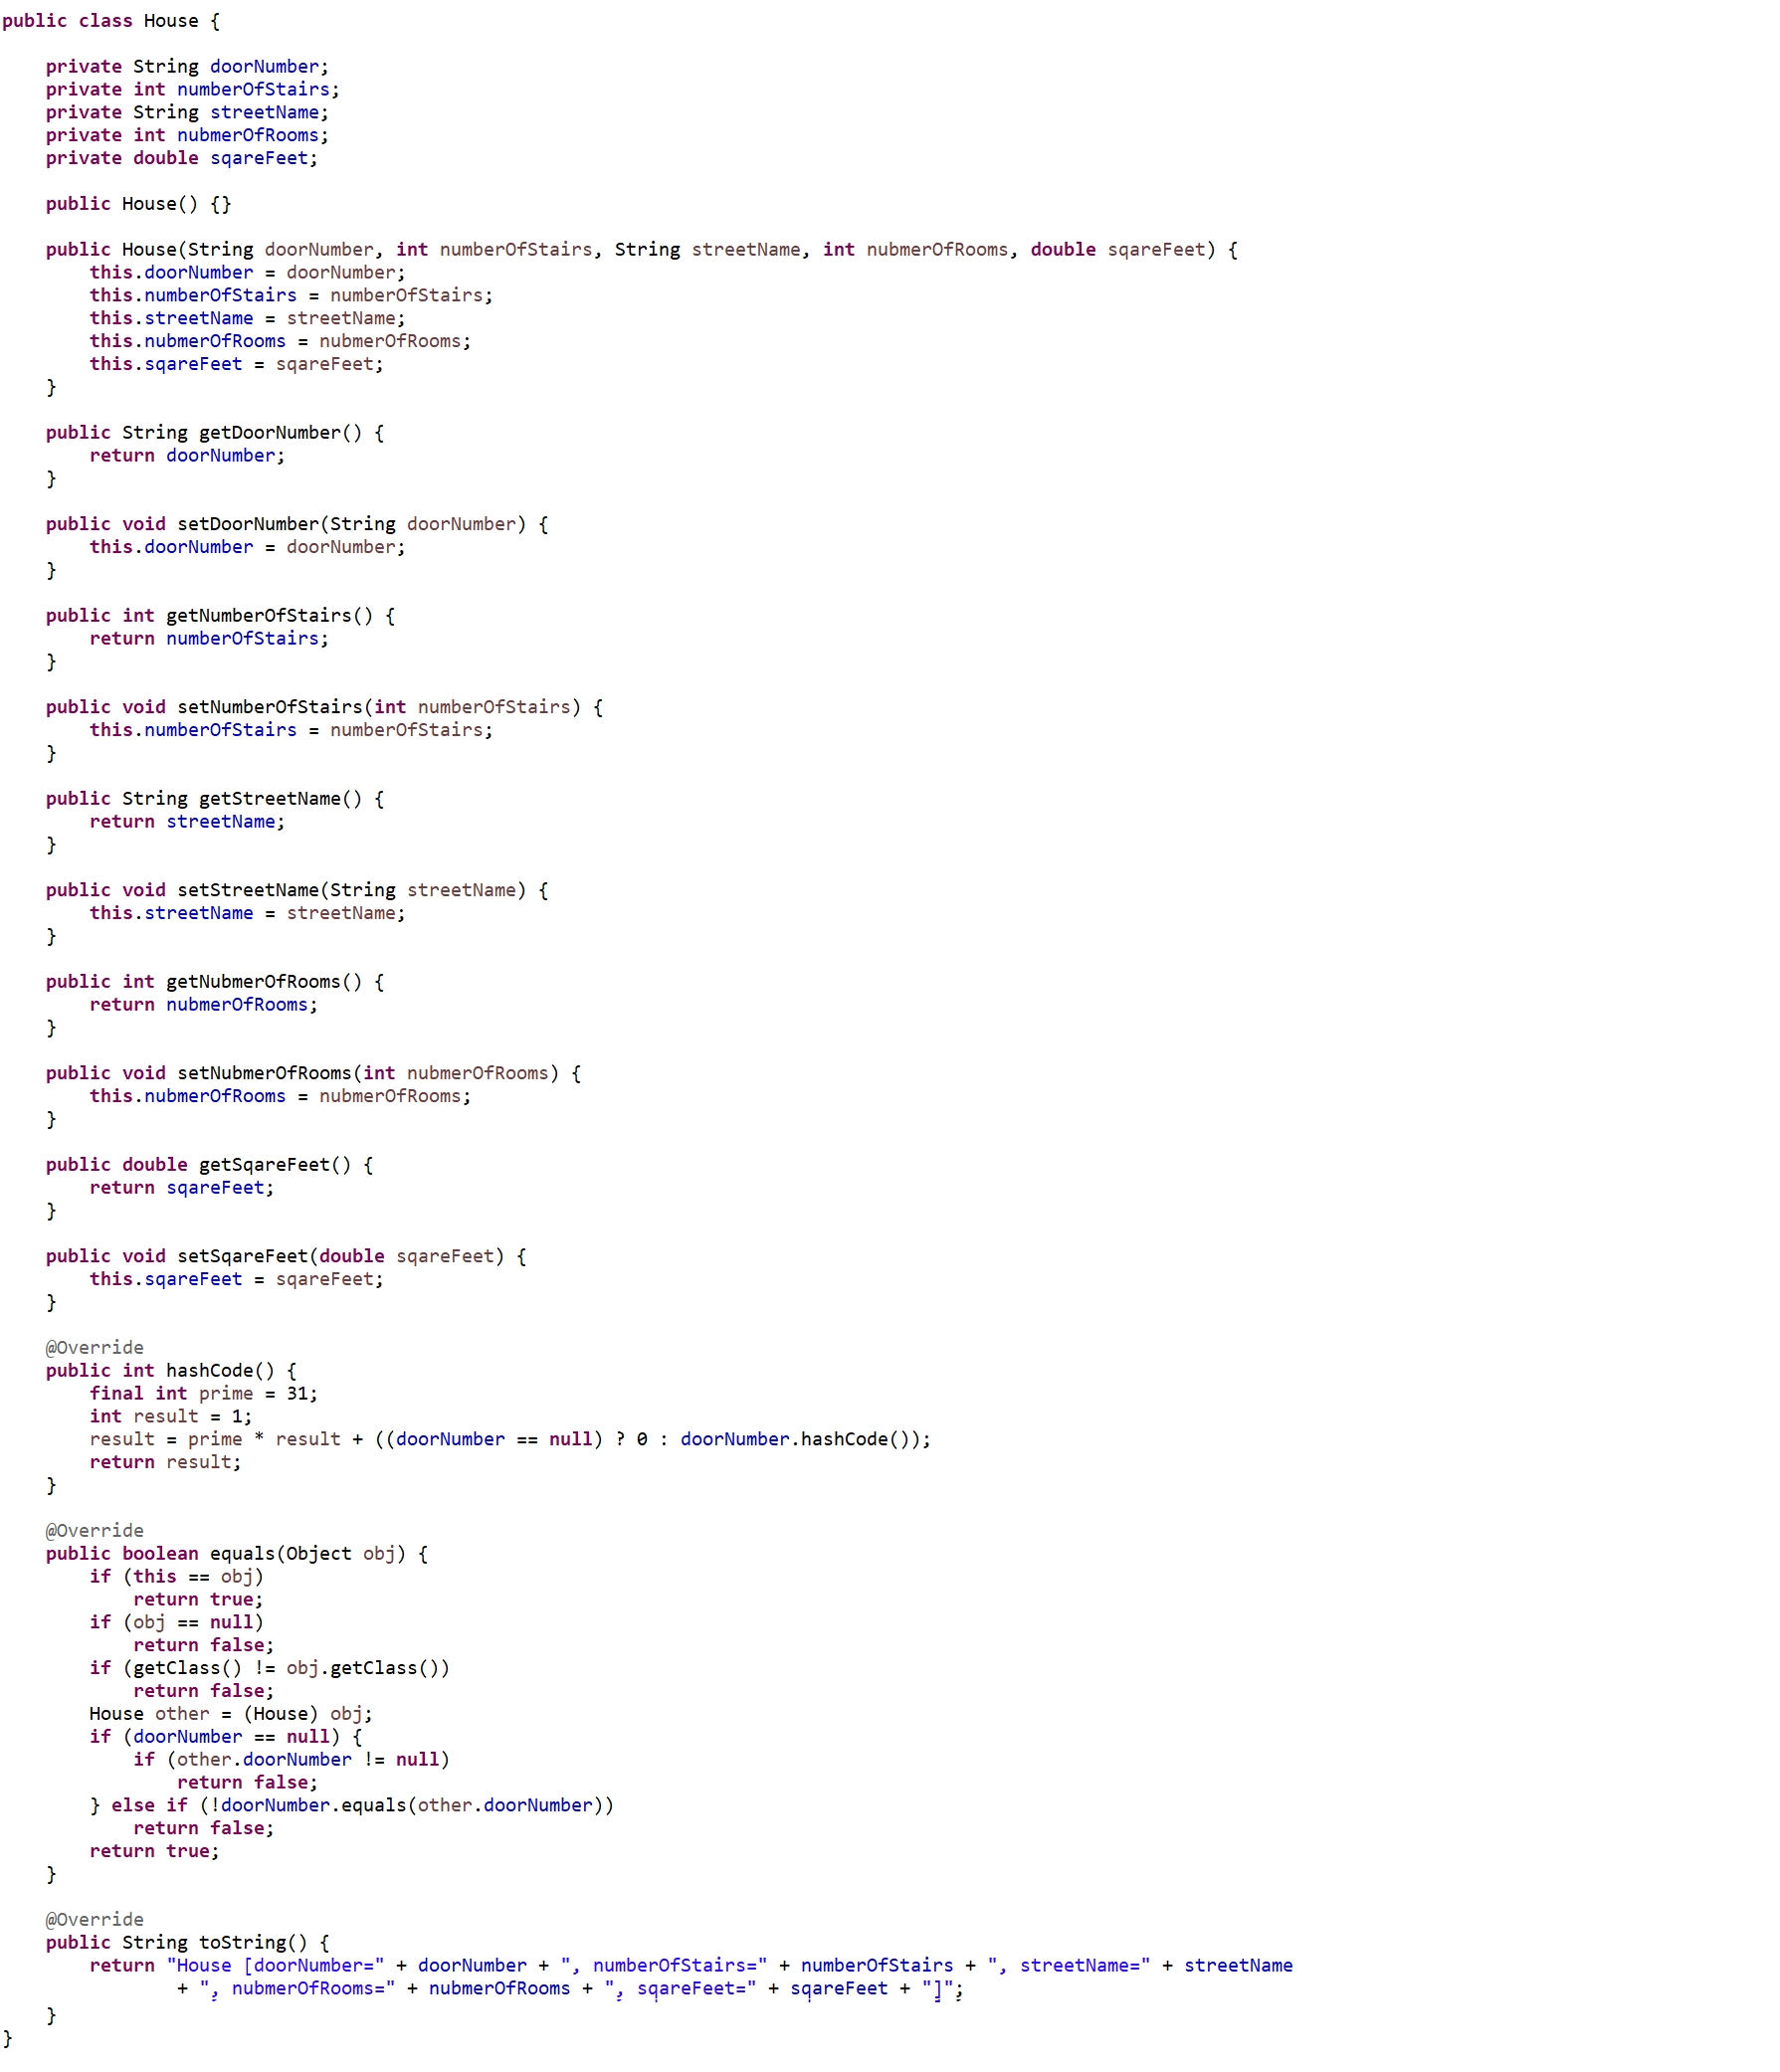 public class House {
    private String doorNumber;
    private int numberOfStairs;
    private String streetName;
    private int nubmerOfRooms;
    private double sqareFeet;
    public House() {}
    public House(String doorNumber, int numberOfStairs, String streetName, int nubmerOfRooms, double sqareFeet) {
        this.doorNumber = doorNumber;
        this.numberOfStairs = numberOfStairs;
        this.streetName = streetName;
        this.nubmerOfRooms = nubmerOfRooms;
        this.sqareFeet = sqareFeet;
    }
    public String getDoorNumber() {
        return doorNumber;
    }
    public void setDoorNumber(String doorNumber) {
        this.doorNumber = doorNumber;
    }
    public int getNumberOfStairs() {
        return numberOfStairs;
    }
    public void setNumberOfStairs(int numberOfStairs) {
        this.numberOfStairs = numberOfStairs;
    }
    public String getStreetName() {
        return streetName;
    }
    public void setStreetName(String streetName) {
        this.streetName = streetName;
    }
    public int getNubmerOfRooms() {
        return nubmerOfRooms;
    }
    public void setNubmerOfRooms(int nubmerOfRooms) {
        this.nubmerOfRooms = nubmerOfRooms;
    }
    public double getSqareFeet() {
        return sqareFeet;
    }
    public void setSqareFeet(double sqareFeet) {
        this.sqareFeet = sqareFeet;
    }
    @Override
    public int hashCode() {
        final int prime = 31;
        int result = 1;
        result = prime * result + ((doorNumber == null) ? 0 : doorNumber.hashCode());
        return result;
    }
    @Override
    public boolean equals(Object obj) {
        if (this == obj)
            return true;
        if (obj == null)
            return false;
        if (getClass() != obj.getClass())
            return false;
        House other = (House) obj;
        if (doorNumber == null) {
            if (other.doorNumber != null)
                return false;
        } else if (!doorNumber.equals(other.doorNumber))
            return false;
        return true;
    }
    @Override
    public String toString() {
        return "House [doorNumber=" + doorNumber + ", numberOfStairs=" + numberOfStairs + ", streetName=" + streetName
                + ", nubmerOfRooms=" + nubmerOfRooms + ", sqareFeet=" + sqareFeet + "]";
    }
}